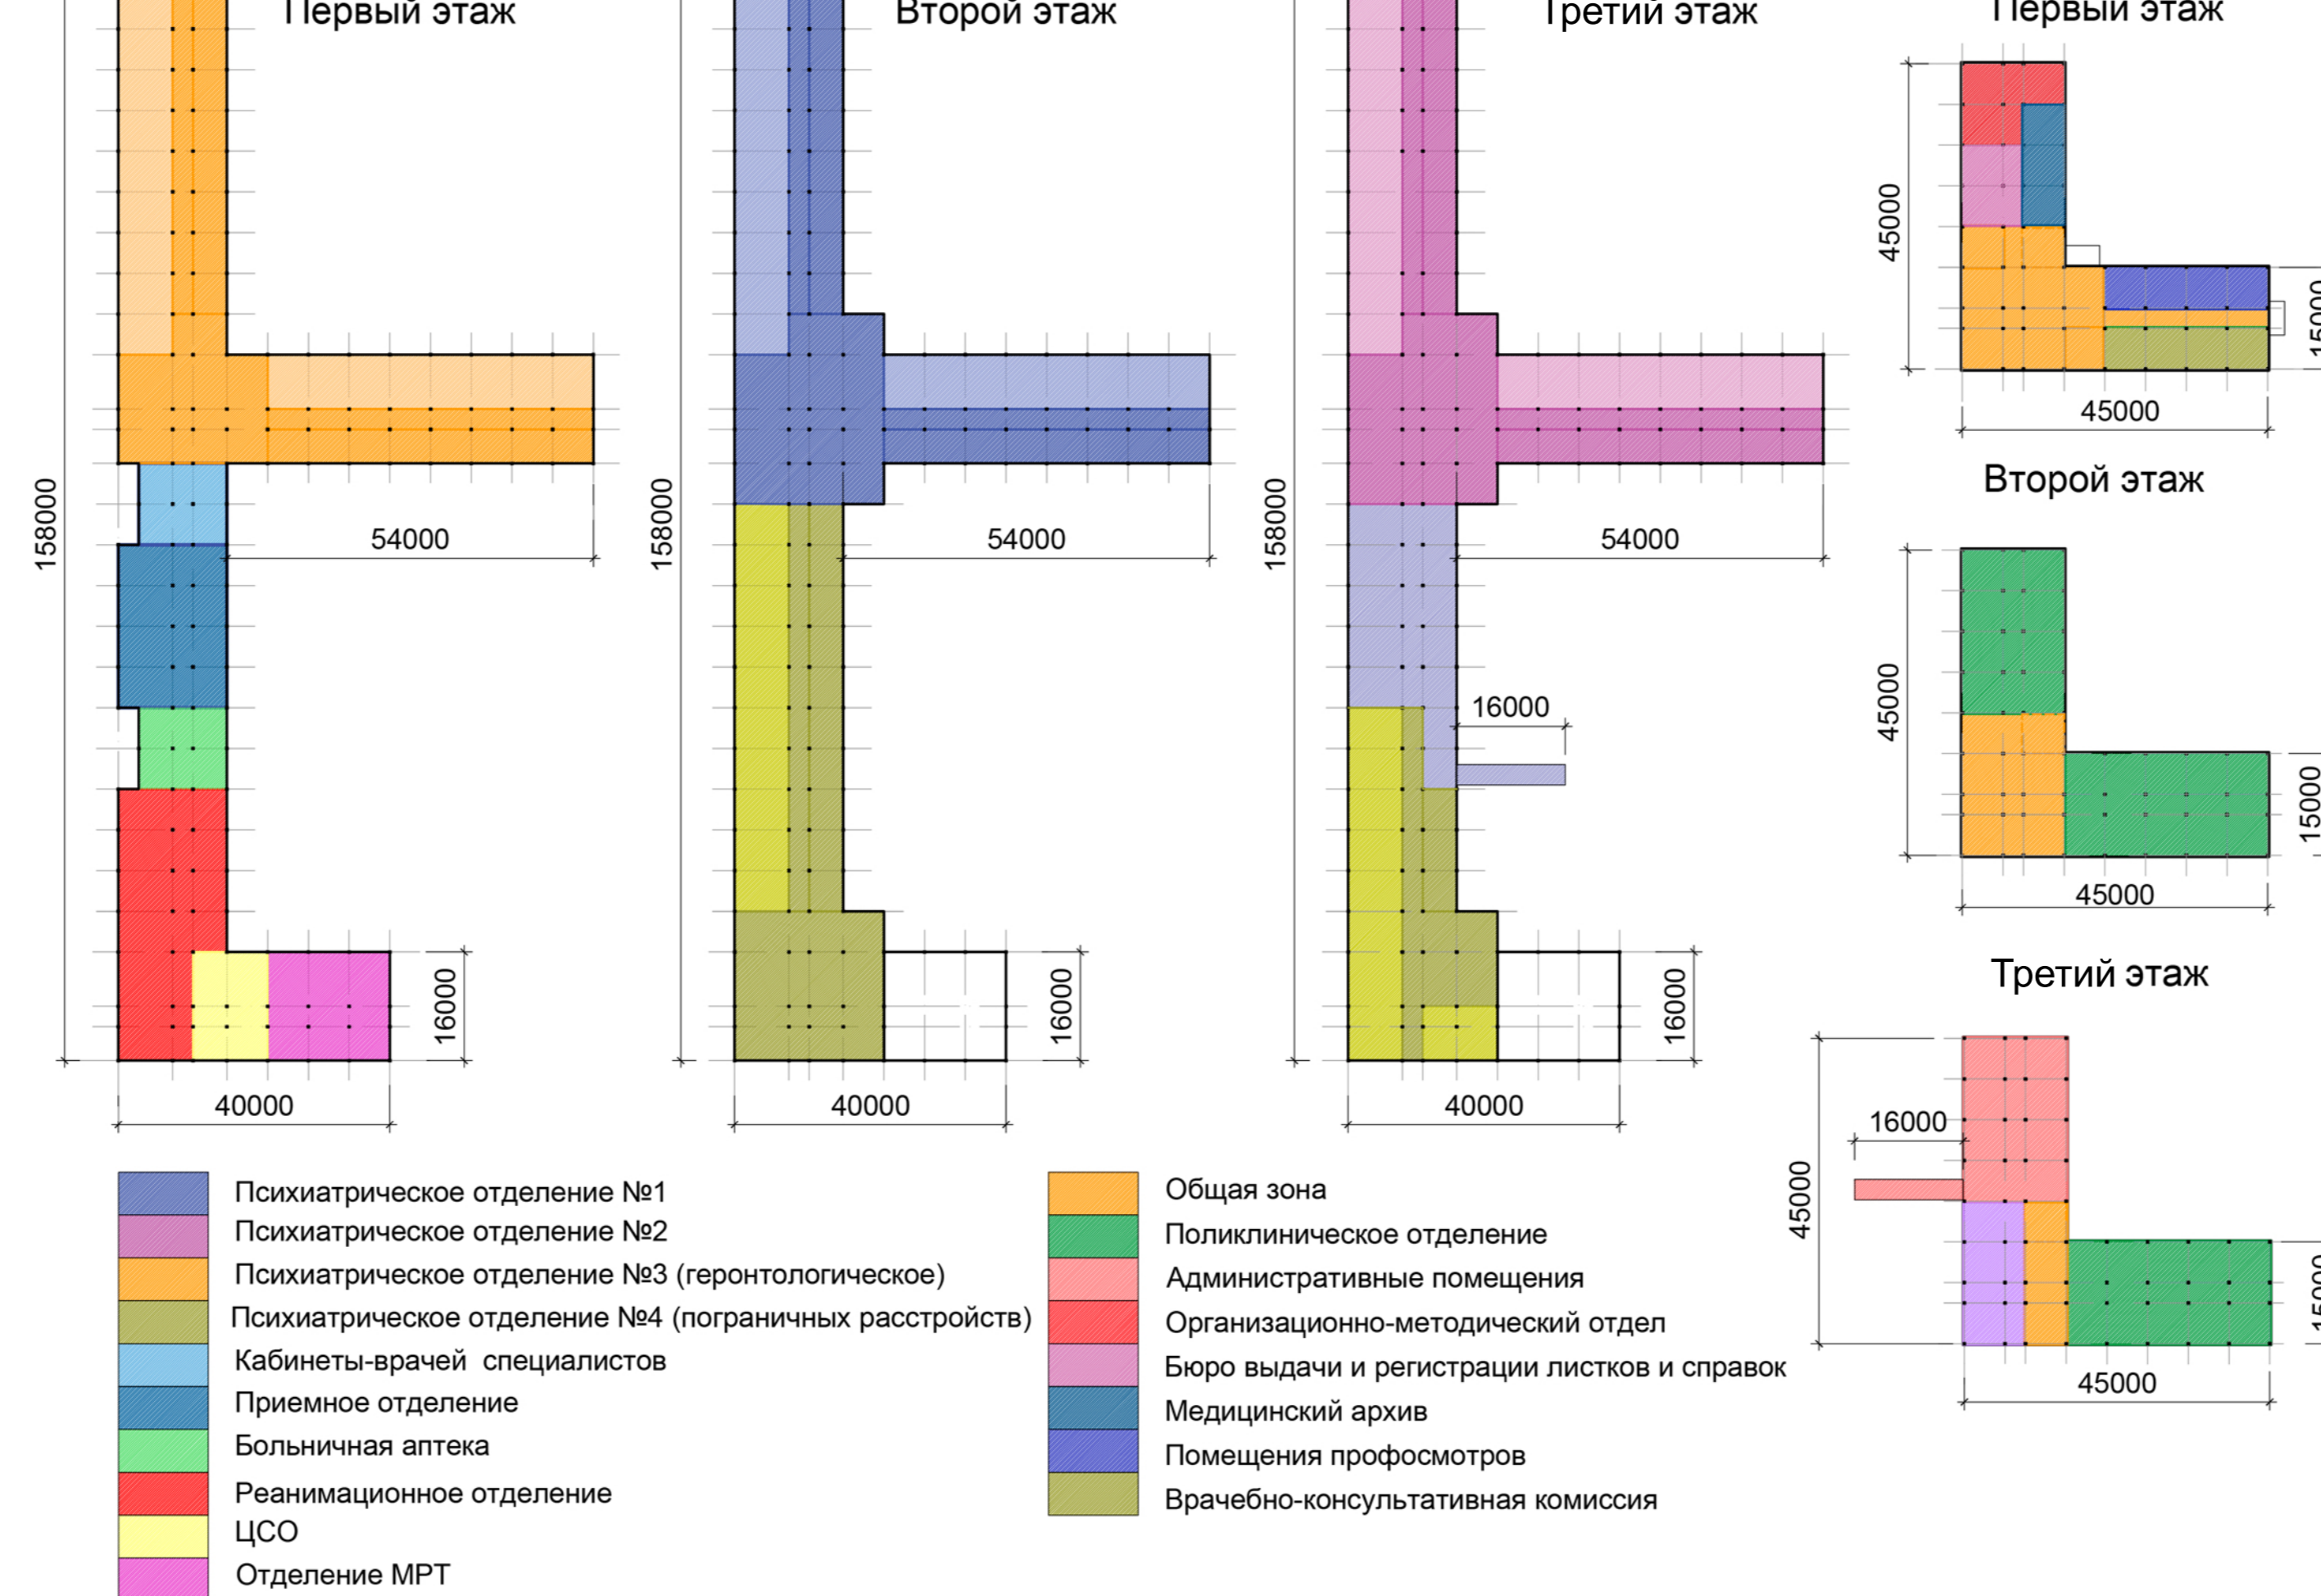 Первый этаж
Второй этаж
Третий этаж
Первый этаж
158000
54000
16000
40000
158000
54000
16000
40000
158000
54000
16000
16000
40000
45000
15000
45000
Второй этаж
45000
15000
45000
Третий этаж
16000
45000
15000
45000
Психиатрическое отделение №1
Психиатрическое отделение №2
Психиатрическое отделение №3 (геронтологическое)
Психиатрическое отделение №4 (пограничных расстройств)
Кабинеты-врачей специалистов
Приемное отделение
Больничная аптека
Реанимационное отделение
ЦСО
Отделение МРТ
Общая зона
Поликлиническое отделение
Административные помещения
Организационно-методический отдел
Бюро выдачи и регистрации листков и справок
Медицинский архив
Помещения профосмотров
Врачебно-консультативная комиссия